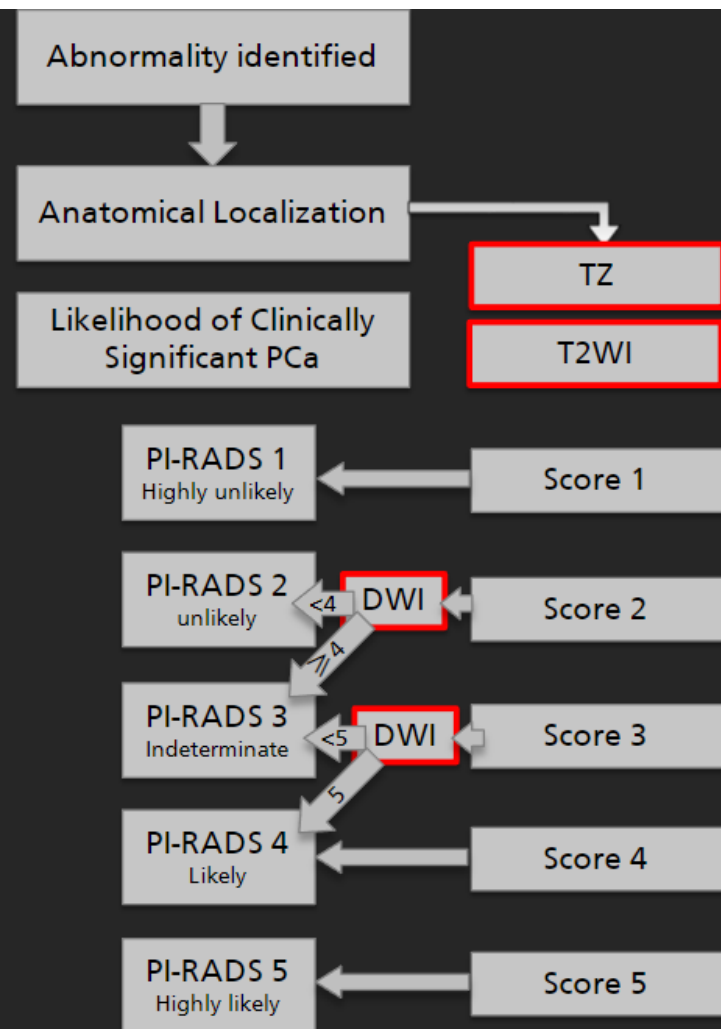 Abnormality identified
Anatomical Localization
TZ
Likelihood of Clinically
Significant PCa
T2WI
PI-RADS 1
Highly unlikely
Score 1
PI-RADS 2
unlikely
<4
DWI
Score 2
≥4
PI-RADS 3
Indeterminate
<5
DWI
Score 3
5
PI-RADS 4
Likely
Score 4
PI-RADS 5
Highly likely
Score 5